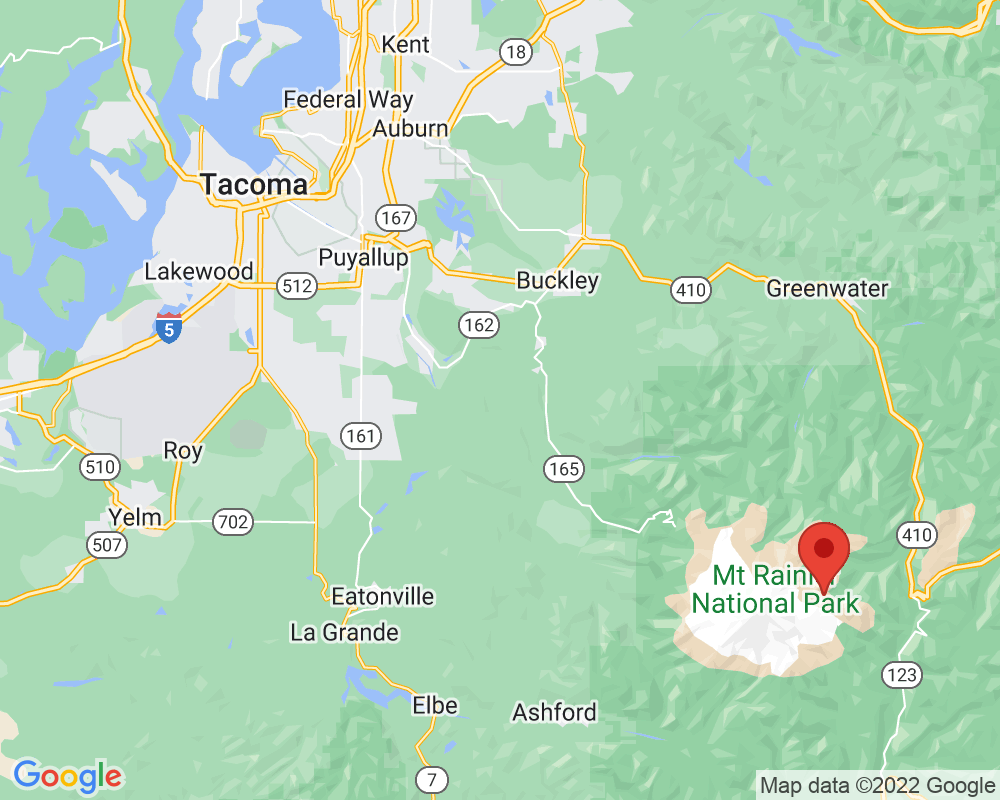 Kent
18
Federal Way
Auburn
Tacoma
167
Puyallup
Lakewood
512
Buckley
410
Greenwater
5
162
161
Roy
165
510
Yelm
702
507
410
Mt Rainier
National Park
Eatonville
La Grande
123
Elbe
Ashford
7
Google
Map data ©2022 Google